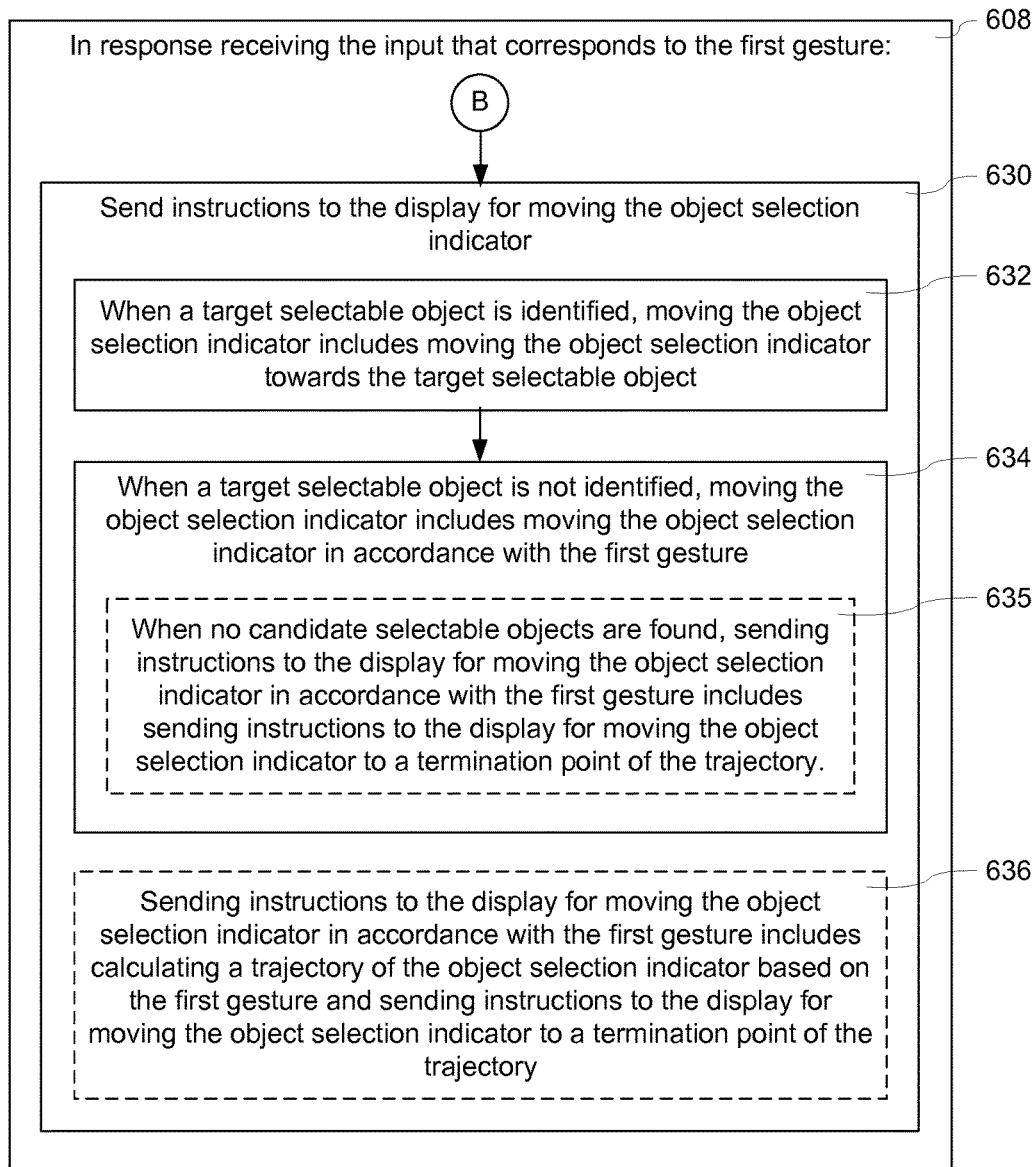 608
In response receiving the input that corresponds to the first gesture:
B
630
Send instructions to the display for moving the object selection
indicator
632
When a target selectable object is identified, moving the object
selection indicator includes moving the object selection indicator
towards the target selectable object
634
When a target selectable object is not identified, moving the
object selection indicator includes moving the object selection
indicator in accordance with the first gesture
635
When no candidate selectable objects are found, sending
instructions to the display for moving the object selection
indicator in accordance with the first gesture includes
sending instructions to the display for moving the object
selection indicator to a termination point of the trajectory.
636
Sending instructions to the display for moving the object
selection indicator in accordance with the first gesture includes
calculating a trajectory of the object selection indicator based on
the first gesture and sending instructions to the display for
moving the object selection indicator to a termination point of the
trajectory